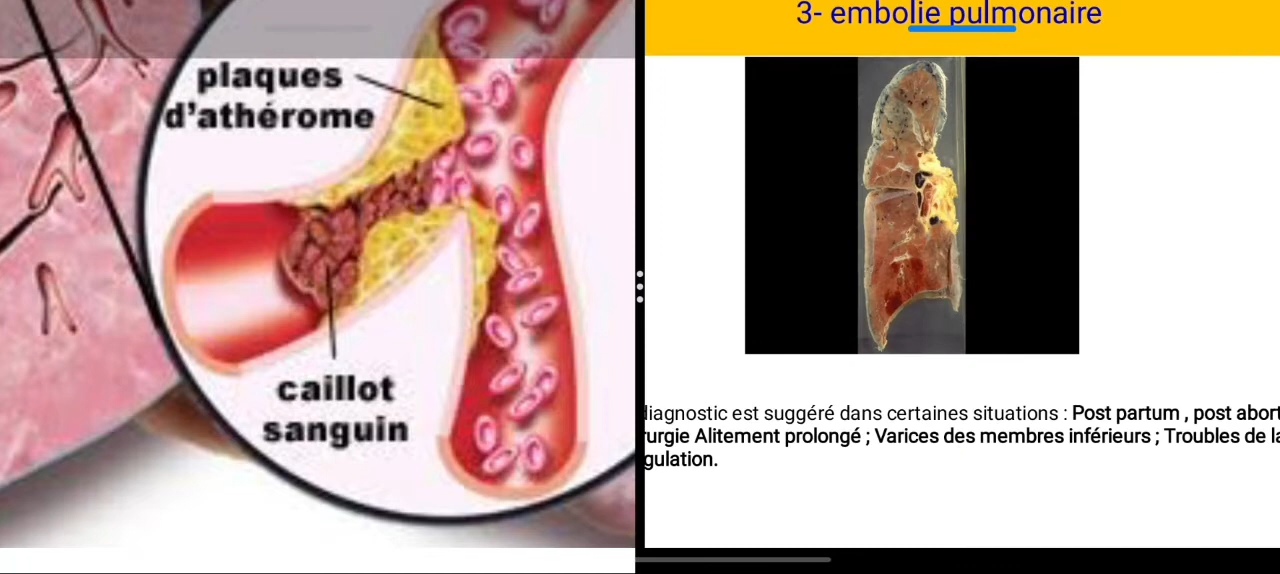 plaques
d'athérome
caillot
sanguin
3- embolie pulmonaire
diagnostic est suggéré dans certaines situations : Post partum , post abort
rurgie Alitement prolongé ; Varices des membres inférieurs ; Troubles de la
gulation.